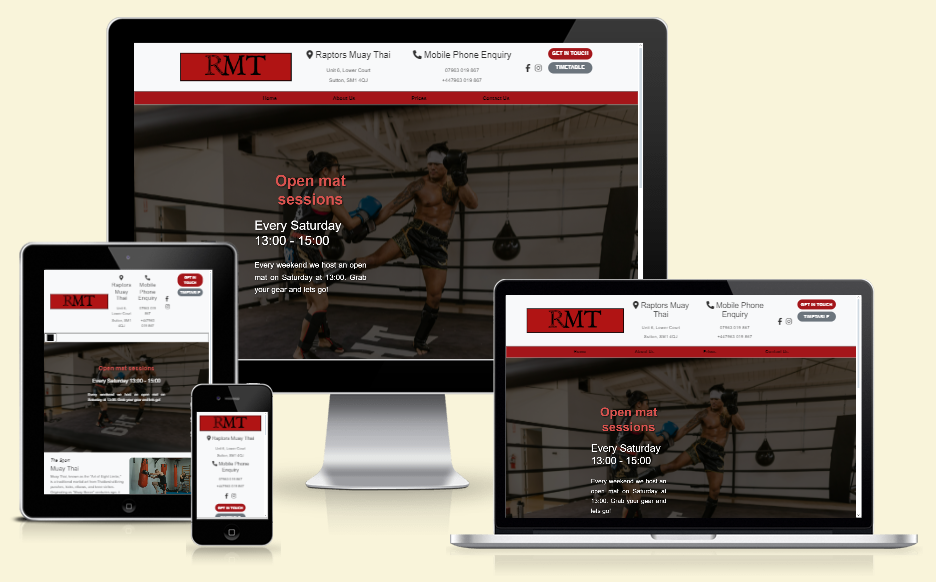 RMT
Raptors Muay Thai
Unit 6, Lower Court
Sutton, SM1 4QJ
Mobile Phone Enquiry
07963 019 867
+447963 019 867
GET IN TOUCH
TIMETABLE
Home
About Us
Prices
Contact Us
Open mat
sessions
Every Saturday
13:00 - 15:00
Every weekend we host an open
mat on Saturday at 13:00. Grab
your gear and lets go!
RMT
Raptors
Muay
Thai
Unit 6,
Lower Court
Sutton, SM1
4QJ
Mobile
Phone
Enquiry
07963 019
867
+447963
019 867
GET IN
TOUCH
TIMETABLE
Open mat sessions
Every Saturday 13:00 - 15:00
Every weekend we host an open mat on
Saturday at 13:00. Grab your gear and lets go!
The Sport
Muay Thai
RMT
Raptors Muay Thai
Unit 6, Lower Court
Sutton, SM1 4QJ
Mobile Phone
Enquiry
07963 019 867
+447963 019 867
GET IN TOUCH
RMT
Raptors Muay
Thai
Unit 6, Lower Court
Sutton, SM1 4QJ
Mobile Phone
Enquiry
07963 019 867
+447963 019 867
GET IN TOUCH
TIMETABLE
Home
About Us
Prices
Contact Us
Open mat
sessions
Every Saturday
13:00 - 15:00
Every weekend we host an
open mat on Saturday at
13:00. Grab your gear and
lets go!